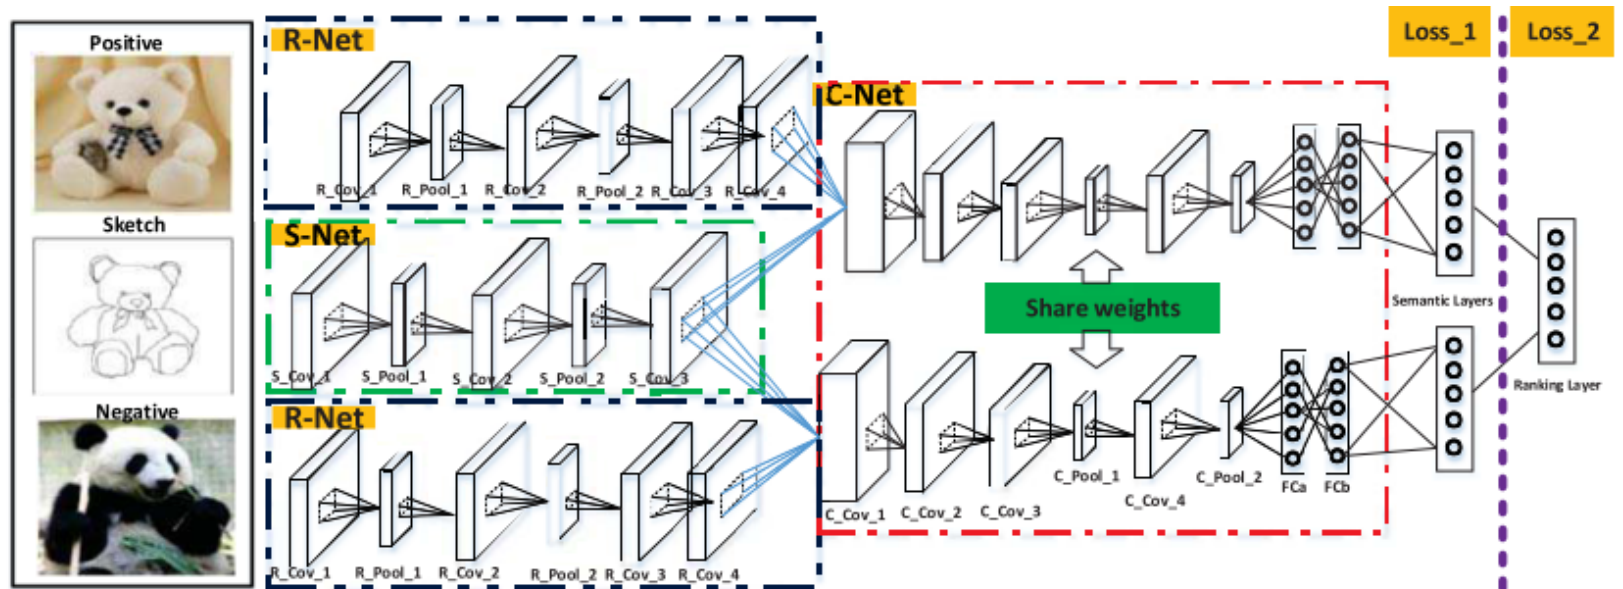 Positive
Sketch
Negative
R-Net
R_Cov_1
R_Pool_1
R_Cov_2
R_Pool_2
R_Cov_3
R_Cov_4
S-Net
S_Cov_1
S_Pool_1
S_Cov_2
S_Pool_2
S_Cov_3
R-Net
R_Cov_1
R_Pool_1
R_Cov_2
R_Pool_2
R_Cov_3
R_Cov_4
C-Net
Share weights
C_Cov_1
C_Cov_2
C_Cov_3
C_Pool_1
C_Cov_4
C_Pool_2
FCa
FCb
Loss_1
Loss_2
Semantic Layers
Ranking Layer